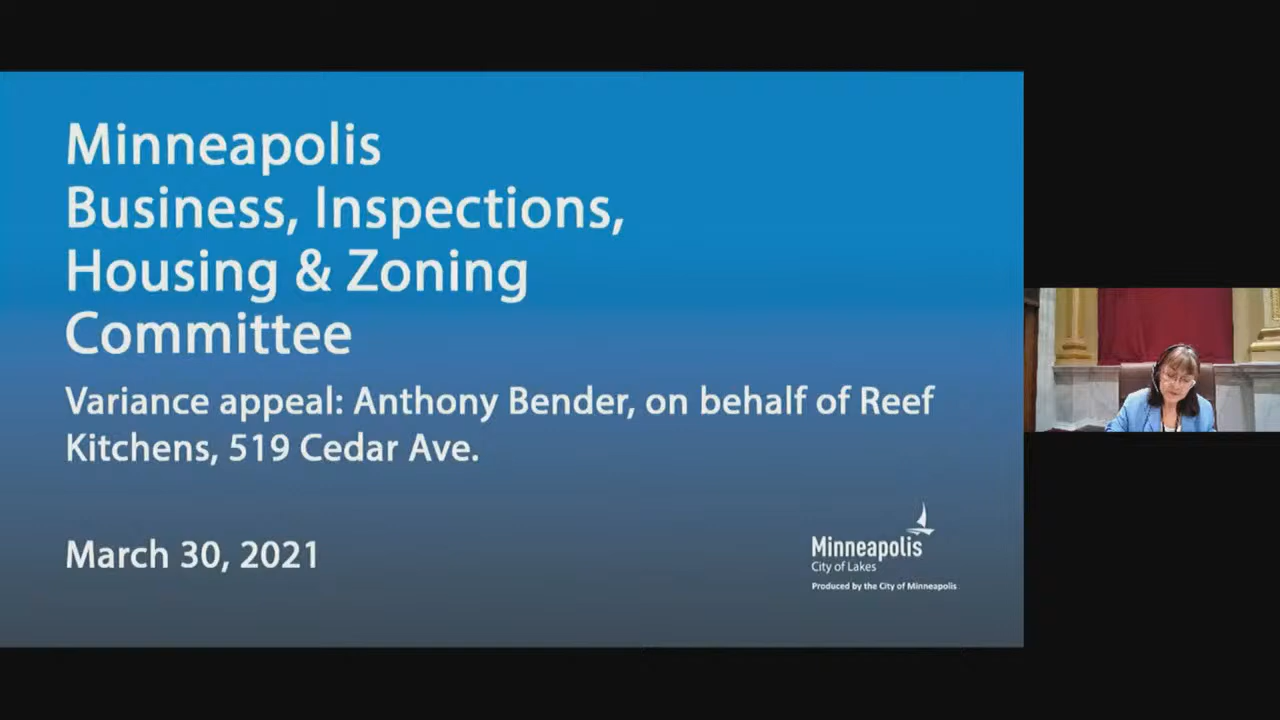 Minneapolis
Business, Inspections,
Housing & Zoning
Committee
Variance appeal: Anthony Bender, on behalf of Reef
Kitchens, 519 Cedar Ave.
March 30, 2021
Minneapolis
City of Lakes
Produced by the City of Minneapolis